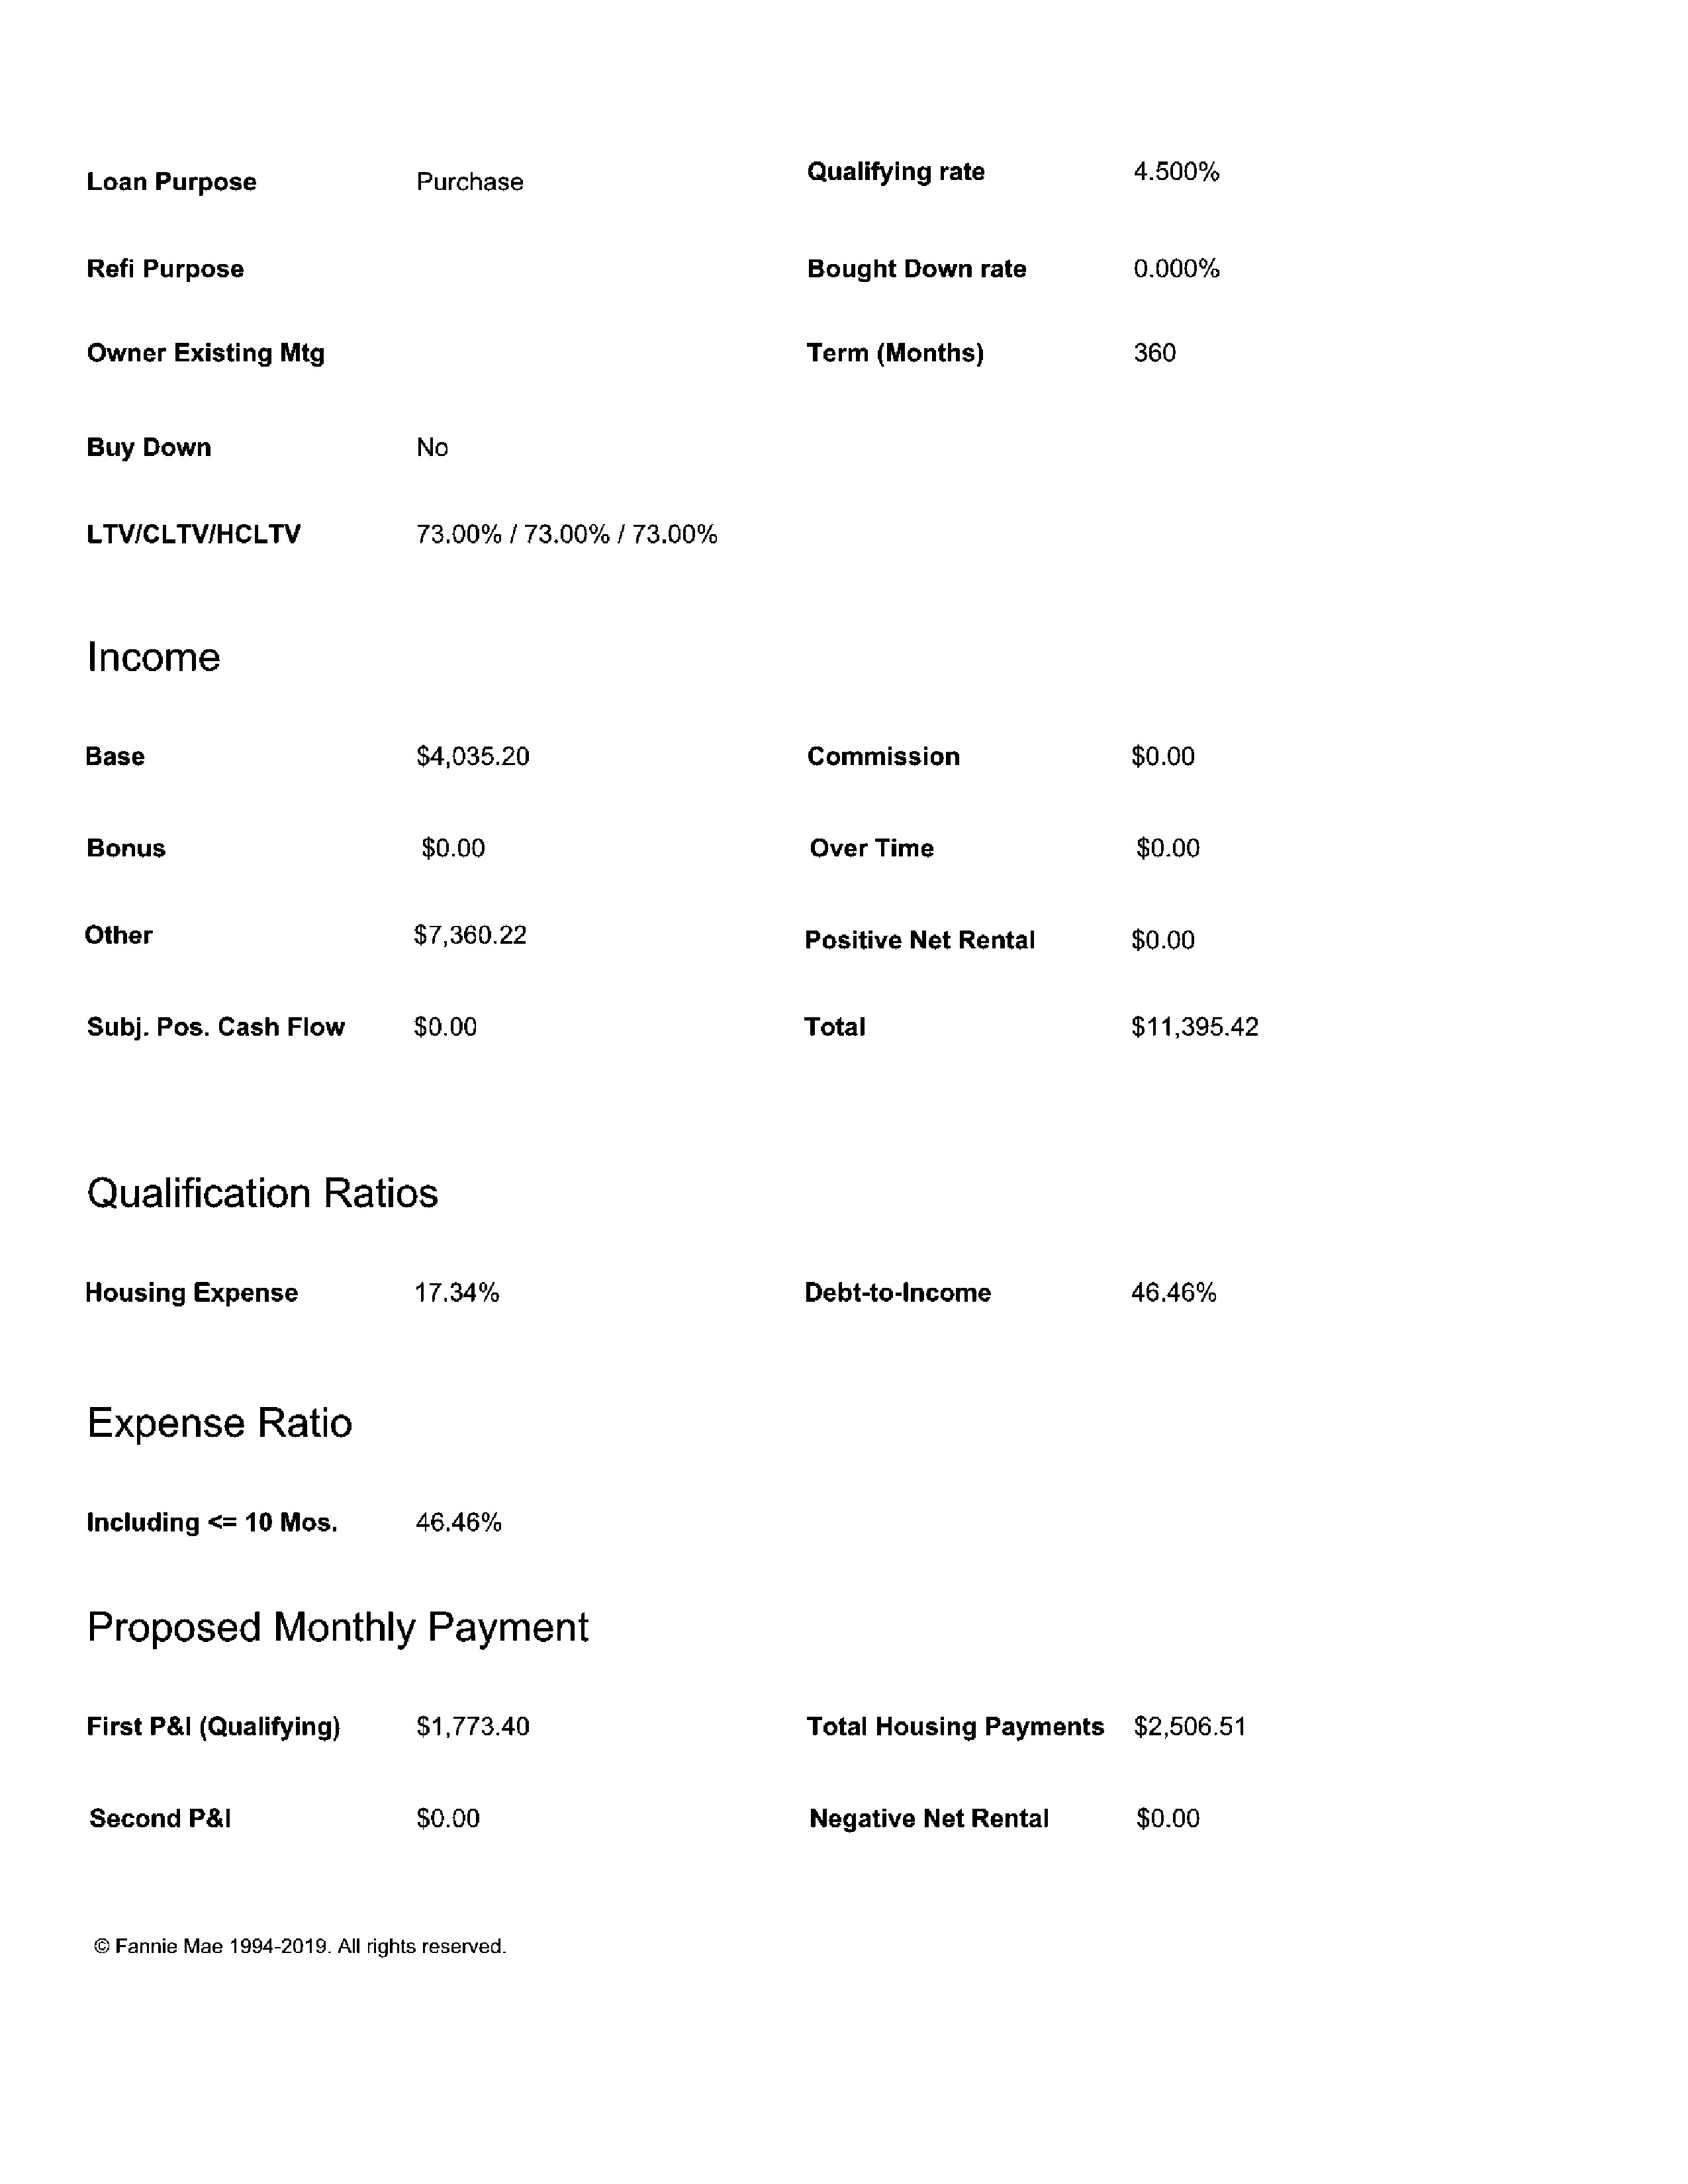 Loan Purpose Purchase Qualifying rate 4.500%
Refi Purpose Bought Down rate 0.000%
Owner Existing Mtg Term (Months) 360
Buy Down No
LTV/CLTV/HCLTV 73.00% / 73.00% / 73.00%
Income
Base $4,035.20 Commission $0.00
Bonus $0.00 Over Time $0.00
Other $7,360.22 Positive Net Rental $0.00
Subj. Pos. Cash Flow $0.00 Total $11,395.42
Qualification Ratios
Housing Expense 17.34% Debt-to-Income 46.46%
Expense Ratio
Including <= 10 Mos. 46.46%
Proposed Monthly Payment
First P&I (Qualifying) $1,773.40 Total Housing Payments $2,506.51
Second P&I $0.00 Negative Net Rental $0.00
© Fannie Mae 1994-2019. All rights reserved.